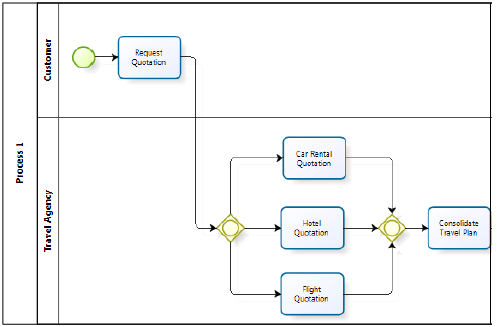 Process 1
Customer
Request
Quotation
Travel Agency
Car Rental
Quotation
Hotel
Quotation
Flight
Quotation
Consolidate
Travel Plan